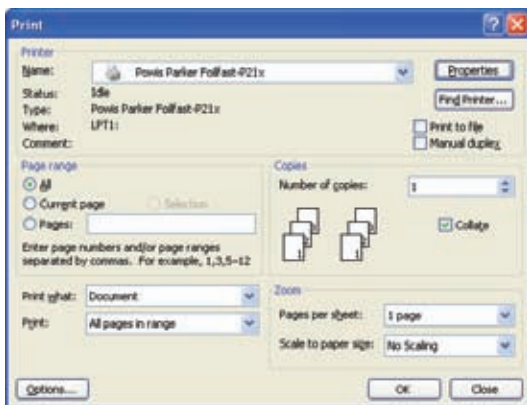 Print
Printer
Name: Powis Parker Foilfast-P21x Properties
Status: Idle Find Printer...
Type: Powis Parker Foilfast-P21x
Where: LPT1: Print to file
Comment: Manual duplex
Page range
All
Current page Selection
Pages:
Enter page numbers and/or page ranges
separated by commas. For example, 1,3,5-12
Copies
Number of copies: 1
Collate
Print what: Document
Print: All pages in range
Zoom
Pages per sheet: 1 page
Scale to paper size: No Scaling
Options... OK Close